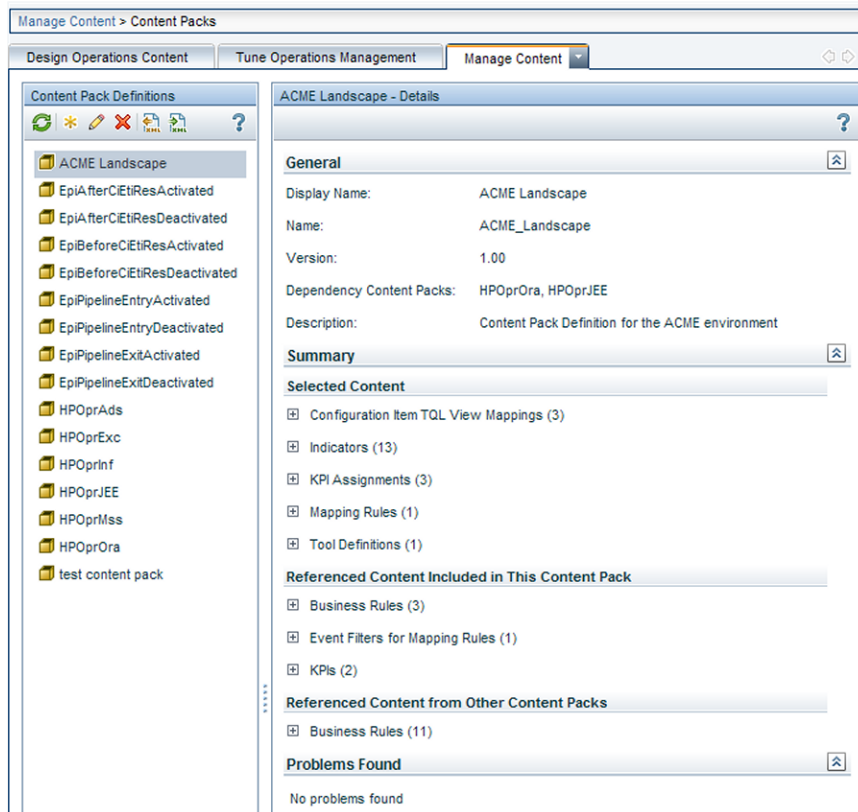 Manage Content > Content Packs
Design Operations Content
Tune Operations Management
Manage Content
Content Pack Definitions
XML
XML
?
ACME Landscape
EpiAfterCiEtiResActivated
EpiAfterCiEtiResDeactivated
EpiBeforeCiEtiResActivated
EpiBeforeCiEtiResDeactivated
EpiPipelineEntryActivated
EpiPipelineEntryDeactivated
EpiPipelineExitActivated
EpiPipelineExitDeactivated
HPOprAds
HPOprExc
HPOprInf
HPOprJEE
HPOprMss
HPOprOra
test content pack
ACME Landscape - Details
?
General
Display Name: ACME Landscape
Name: ACME_Landscape
Version: 1.00
Dependency Content Packs: HPOprOra, HPOprJEE
Description: Content Pack Definition for the ACME environment
Summary
Selected Content
Configuration Item TQL View Mappings (3)
Indicators (13)
KPI Assignments (3)
Mapping Rules (1)
Tool Definitions (1)
Referenced Content Included in This Content Pack
Business Rules (3)
Event Filters for Mapping Rules (1)
KPIs (2)
Referenced Content from Other Content Packs
Business Rules (11)
Problems Found
No problems found